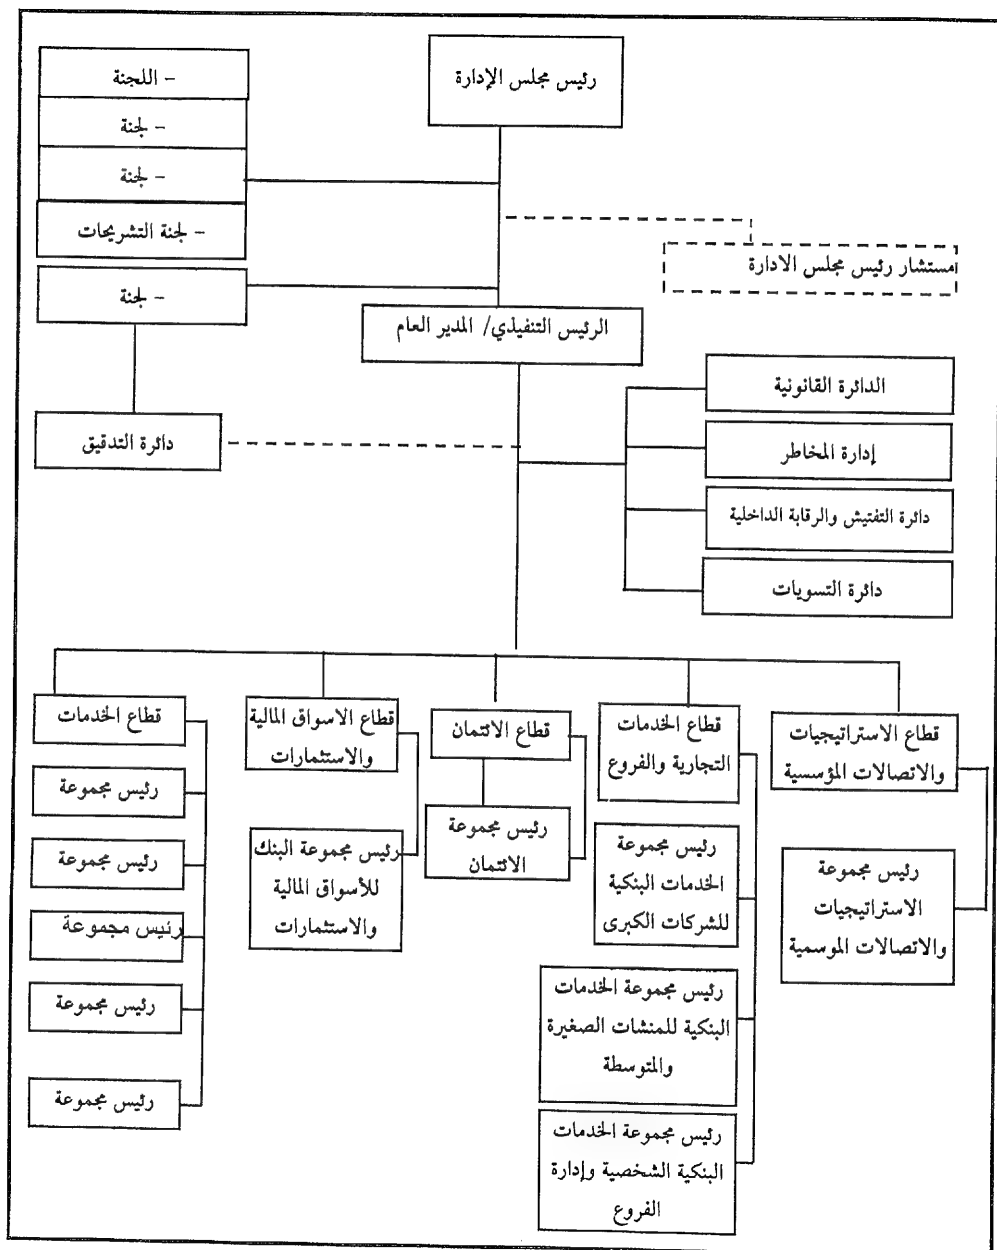 رئيس مجلس الإدارة
– اللجنة
– لجنة
– لجنة
– لجنة التشريحات
– لجنة
مستشار رئيس مجلس الادارة
الرئيس التنفيذي/ المدير العام
الدائرة القانونية
إدارة المخاطر
دائرة التفتيش والرقابة الداخلية
دائرة التسويات
دائرة التدقيق
قطاع الاستراتيجيات
والاتصالات المؤسسية
رئيس مجموعة
الاستراتيجيات
والاتصالات الموسمية
قطاع الخدمات
التجارية والفروع
رئيس مجموعة
الخدمات البنكية
للشركات الكبرى
رئيس مجموعة الخدمات
البنكية للمنشات الصغيرة
والمتوسطة
رئيس مجموعة الخدمات
البنكية الشخصية وإدارة
الفروع
قطاع الائتمان
رئيس مجموعة
الائتمان
قطاع الاسواق المالية
والاستثمارات
رئيس مجموعة البنك
للأسواق المالية
والاستثمارات
قطاع الخدمات
رئيس مجموعة
رئيس مجموعة
رئيس مجموعة
رئيس مجموعة
رئيس مجموعة